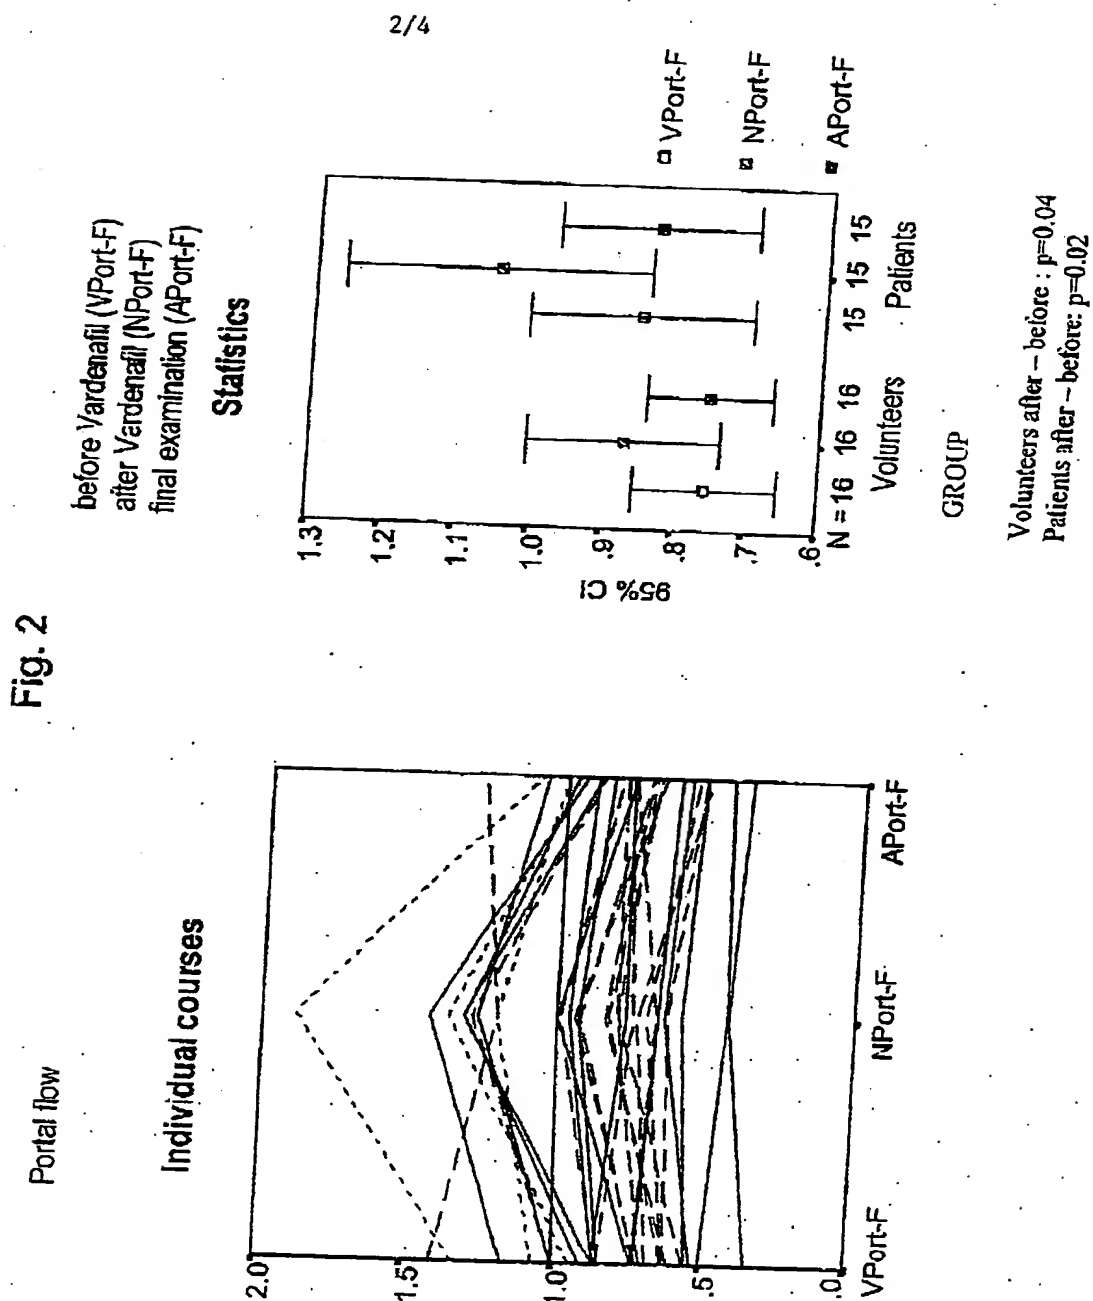 2/4
Fig. 2
Portal flow
before Vardenafil (VPort-F)
after Vardenafil (NPort-F)
final examination (APort-F)
Individual courses
2.0
1.5
1.0
.5
.0
VPort-F
NPort-F
APort-F
Statistics
95% CI
1.3
1.2
1.1
1.0
.9
.8
.7
.6
N = 16 16 16 15 15 15
Volunteers Patients
GROUP
VPort-F
NPort-F
APort-F
Volunteers after – before : p=0.04
Patients after – before: p=0.02